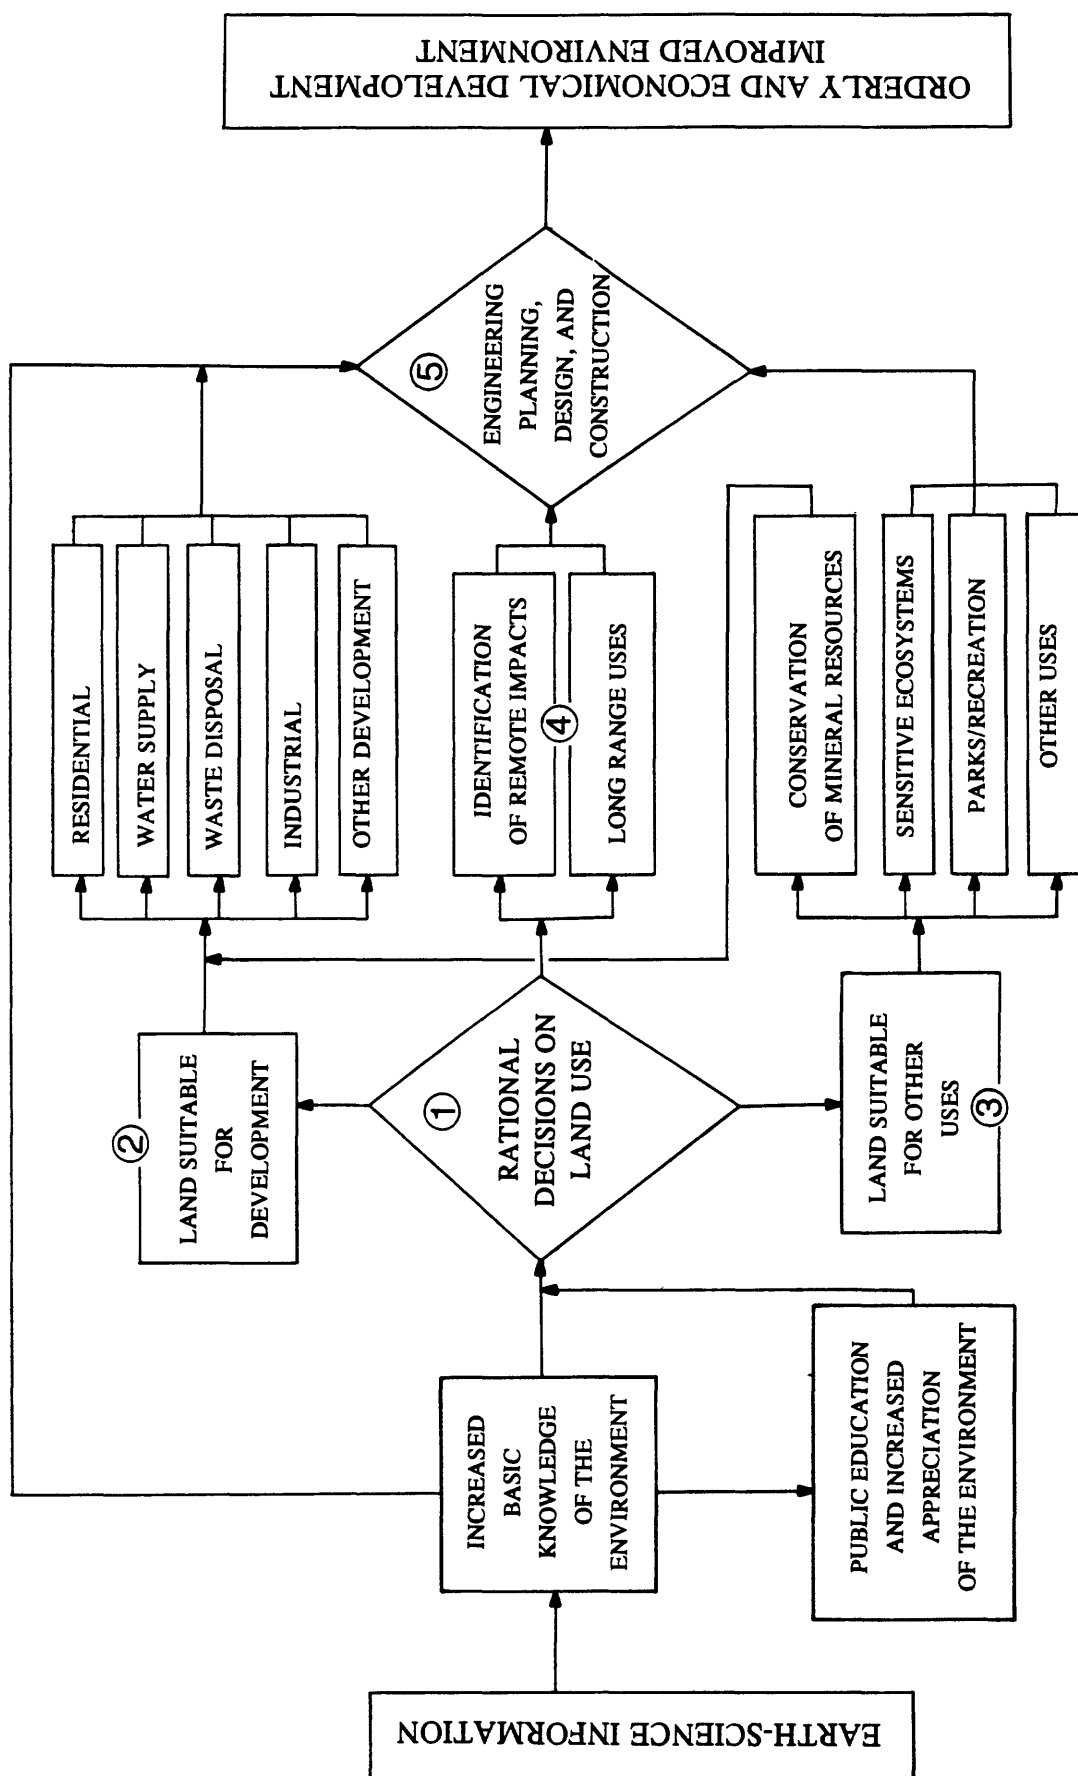 EARTH-SCIENCE INFORMATION
INCREASED
BASIC
KNOWLEDGE
OF THE
ENVIRONMENT
PUBLIC EDUCATION
AND INCREASED
APPRECIATION
OF THE ENVIRONMENT
①
RATIONAL
DECISIONS ON
LAND USE
②
LAND SUITABLE
FOR
DEVELOPMENT
LAND SUITABLE
FOR OTHER
USES
③
RESIDENTIAL
WATER SUPPLY
WASTE DISPOSAL
INDUSTRIAL
OTHER DEVELOPMENT
IDENTIFICATION
OF REMOTE IMPACTS
④
LONG RANGE USES
CONSERVATION
OF MINERAL RESOURCES
SENSITIVE ECOSYSTEMS
PARKS/RECREATION
OTHER USES
⑤
ENGINEERING
PLANNING,
DESIGN, AND
CONSTRUCTION
ORDERLY AND ECONOMICAL DEVELOPMENT
IMPROVED ENVIRONMENT